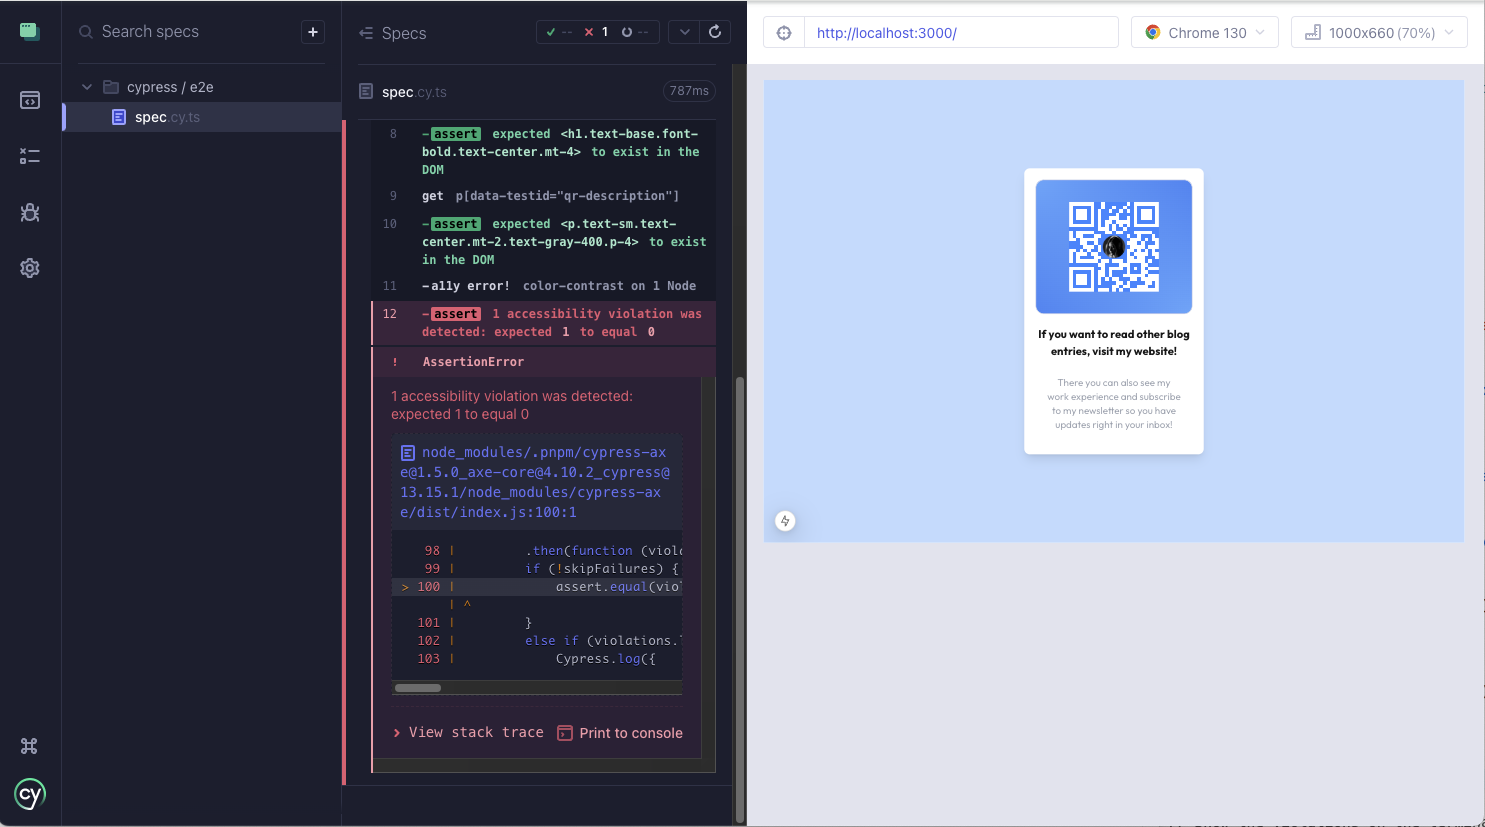 Search specs
+
cypress / e2e
spec.cy.ts
Specs
-- 1 --
spec.cy.ts
787ms
8 -assert expected <h1.text-base.font-
bold.text-center.mt-4> to exist in the
DOM
9 get p[data-testid="qr-description"]
10 -assert expected <p.text-sm.text-
center.mt-2.text-gray-400.p-4> to exist
in the DOM
11 -a11y error! color-contrast on 1 Node
12 -assert 1 accessibility violation was
detected: expected 1 to equal 0
! AssertionError
1 accessibility violation was detected:
expected 1 to equal 0
node_modules/.pnpm/cypress-ax
e@1.5.0_axe-core@4.10.2_cypress@
13.15.1/node_modules/cypress-ax
e/dist/index.js:100:1
98 | .then(function (viola
99 | if (!skipFailures) {
> 100 | assert.equal(viol
| ^
101 | }
102 | else if (violations.l
103 | Cypress.log({
> View stack trace
Print to console
cy
http://localhost:3000/
Chrome 130
1000x660 (70%)
If you want to read other blog
entries, visit my website!
There you can also see my
work experience and subscribe
to my newsletter so you have
updates right in your inbox!